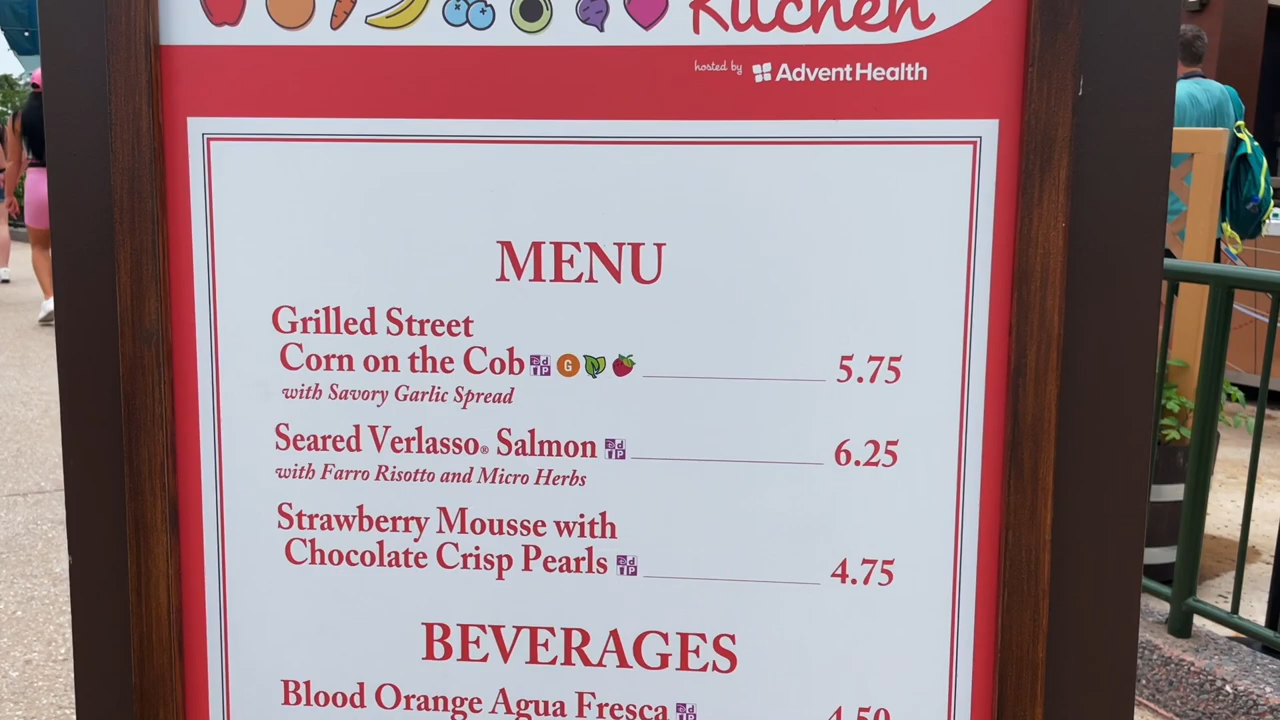 Kitchen
hosted by AdventHealth
MENU
Grilled Street
Corn on the Cob G 5.75
with Savory Garlic Spread
Seared Verlasso® Salmon 6.25
with Farro Risotto and Micro Herbs
Strawberry Mousse with
Chocolate Crisp Pearls 4.75
BEVERAGES
Blood Orange Agua Fresca 4.50